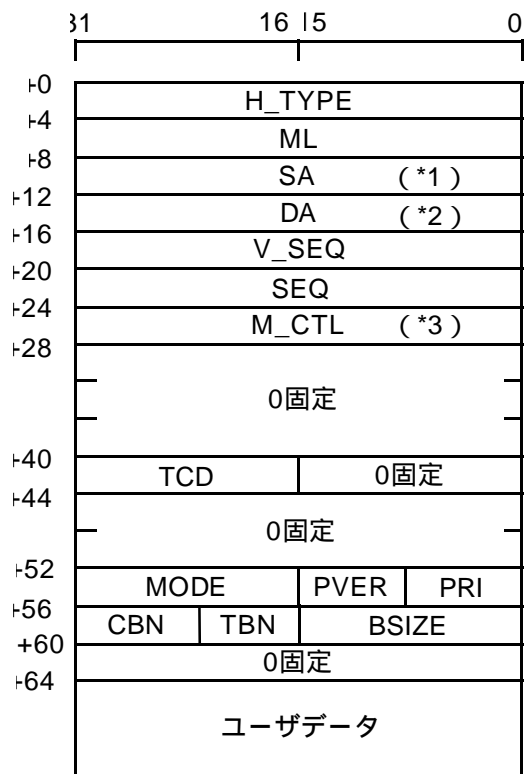 31 16 15 0
+0
H_TYPE
+4
ML
+8
SA (*1)
+12
DA (*2)
+16
V_SEQ
+20
SEQ
+24
M_CTL (*3)
+28
0固定
+40
TCD 0固定
+44
0固定
+52
MODE PVER PRI
+56
CBN TBN BSIZE
+60
0固定
+64
ユーザデータ